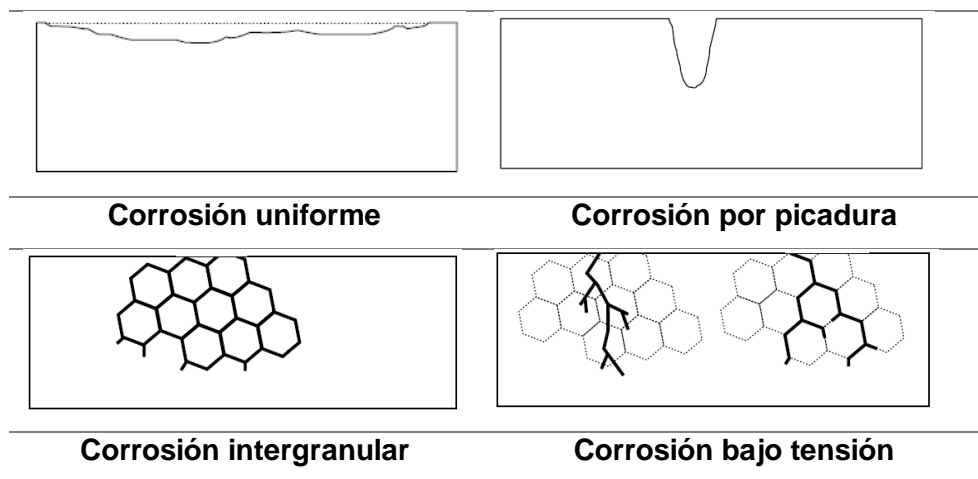 Corrosión uniforme
Corrosión por picadura
Corrosión intergranular
Corrosión bajo tensión